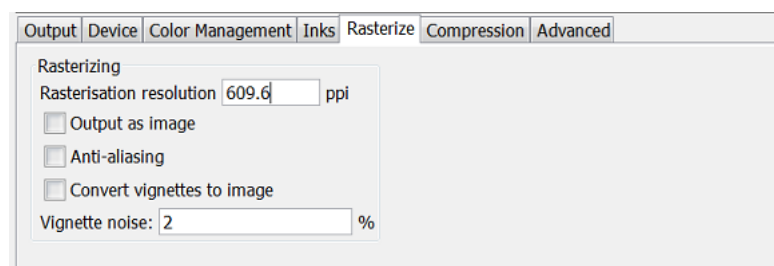 Output Device Color Management Inks Rasterize Compression Advanced
Rasterizing
Rasterisation resolution 609.6 ppi
Output as image
Anti-aliasing
Convert vignettes to image
Vignette noise: 2 %